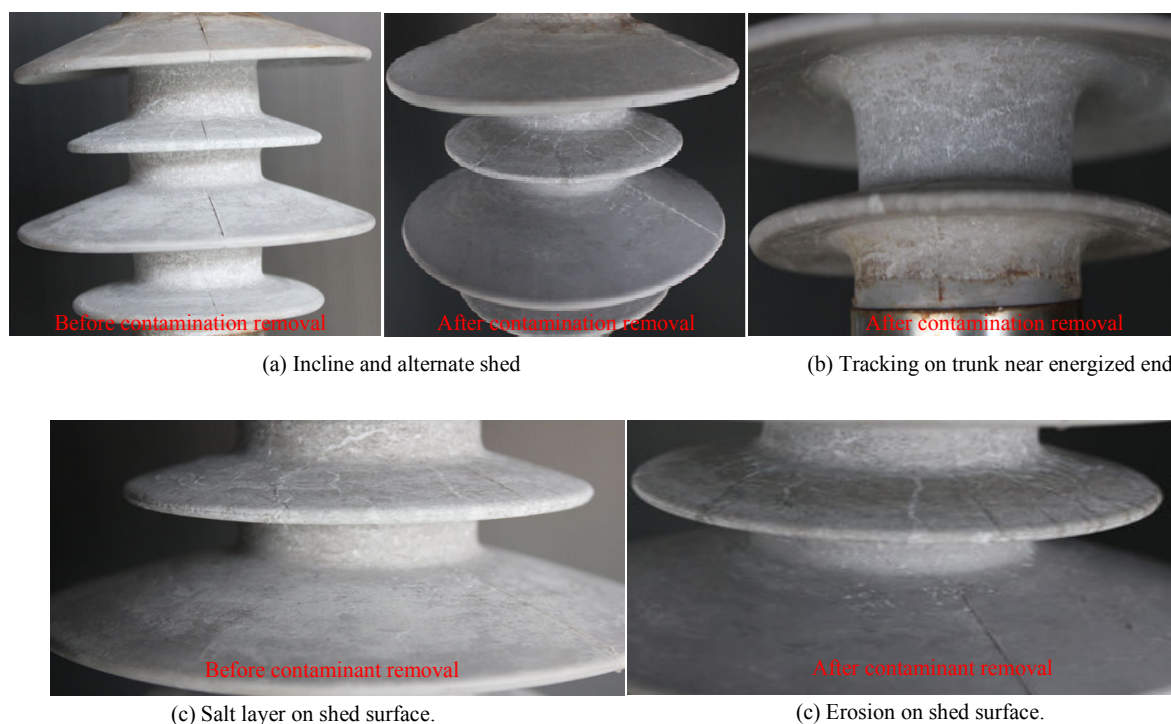 Before contamination removal
After contamination removal
After contamination removal
(a) Incline and alternate shed
(b) Tracking on trunk near energized end
Before contaminant removal
After contaminant removal
(c) Salt layer on shed surface.
(c) Erosion on shed surface.